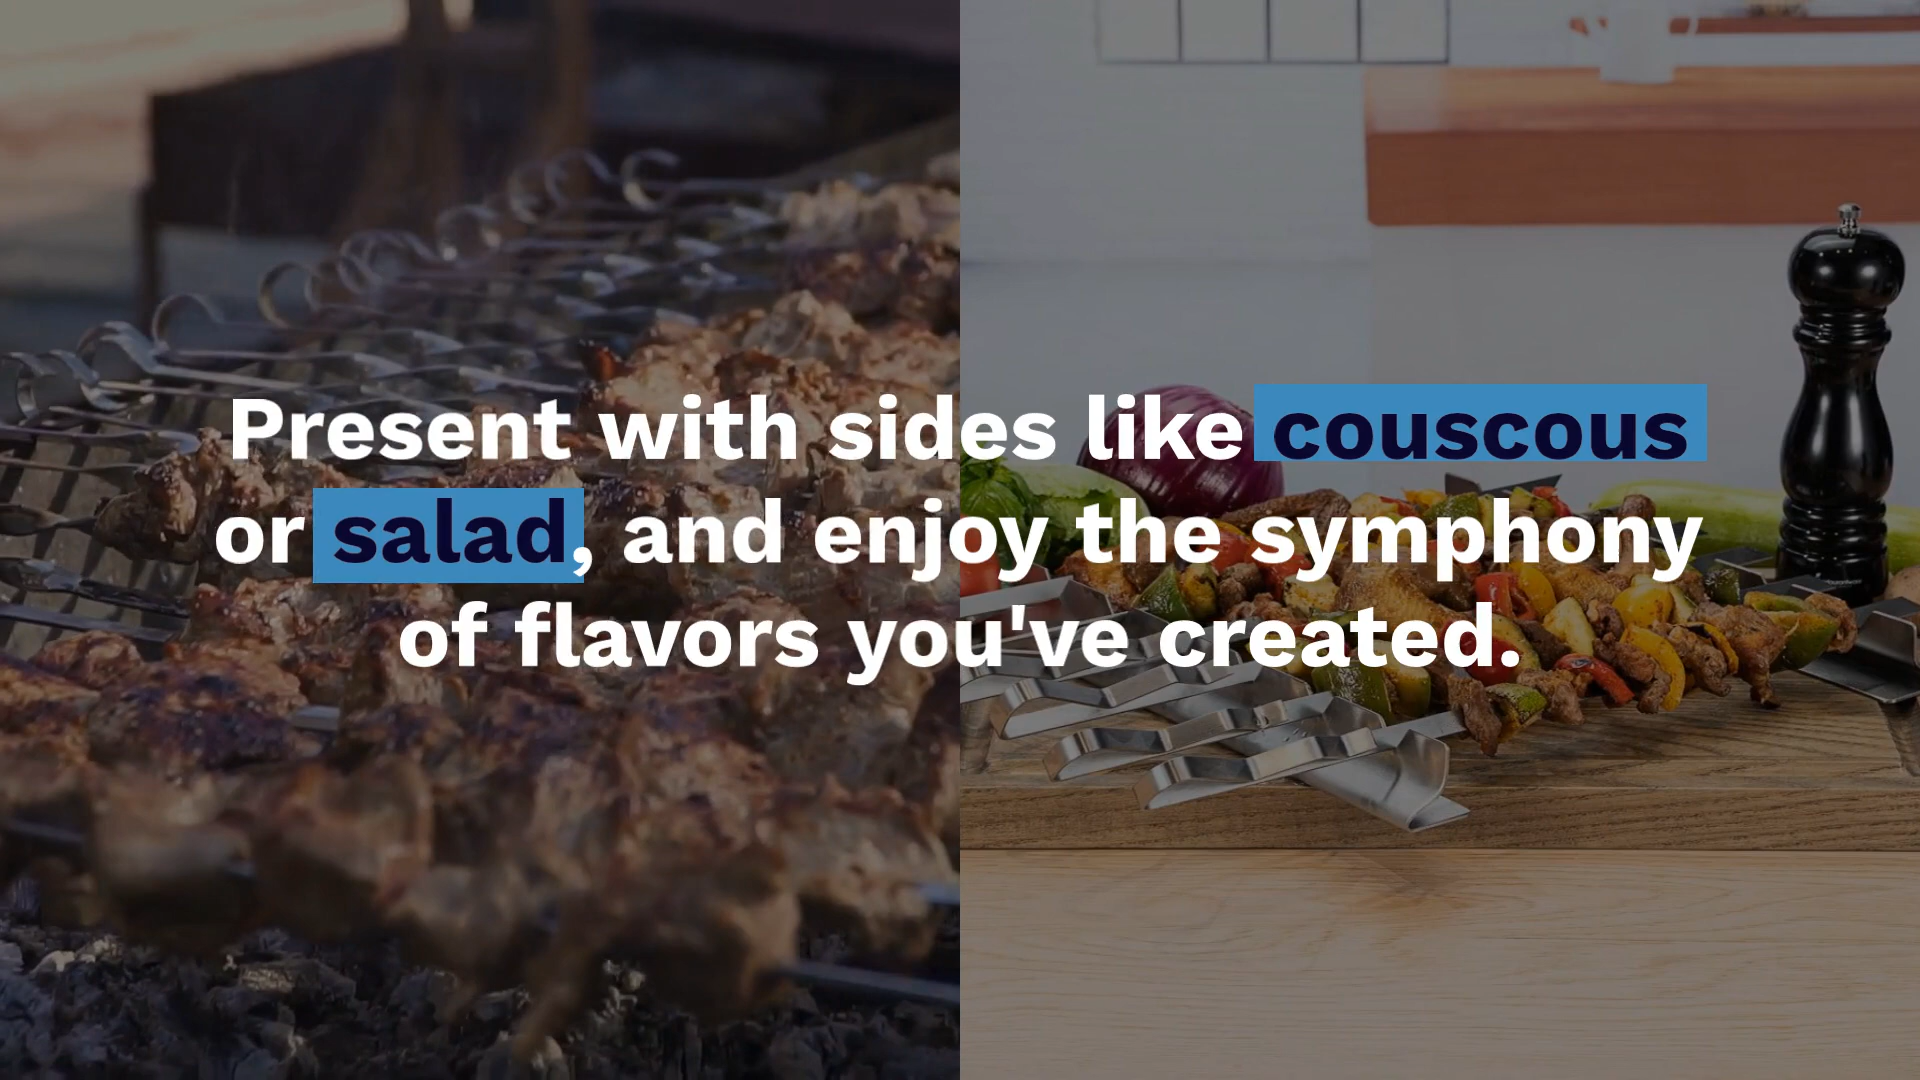 Present with sides like couscous
or salad, and enjoy the symphony
of flavors you've created.